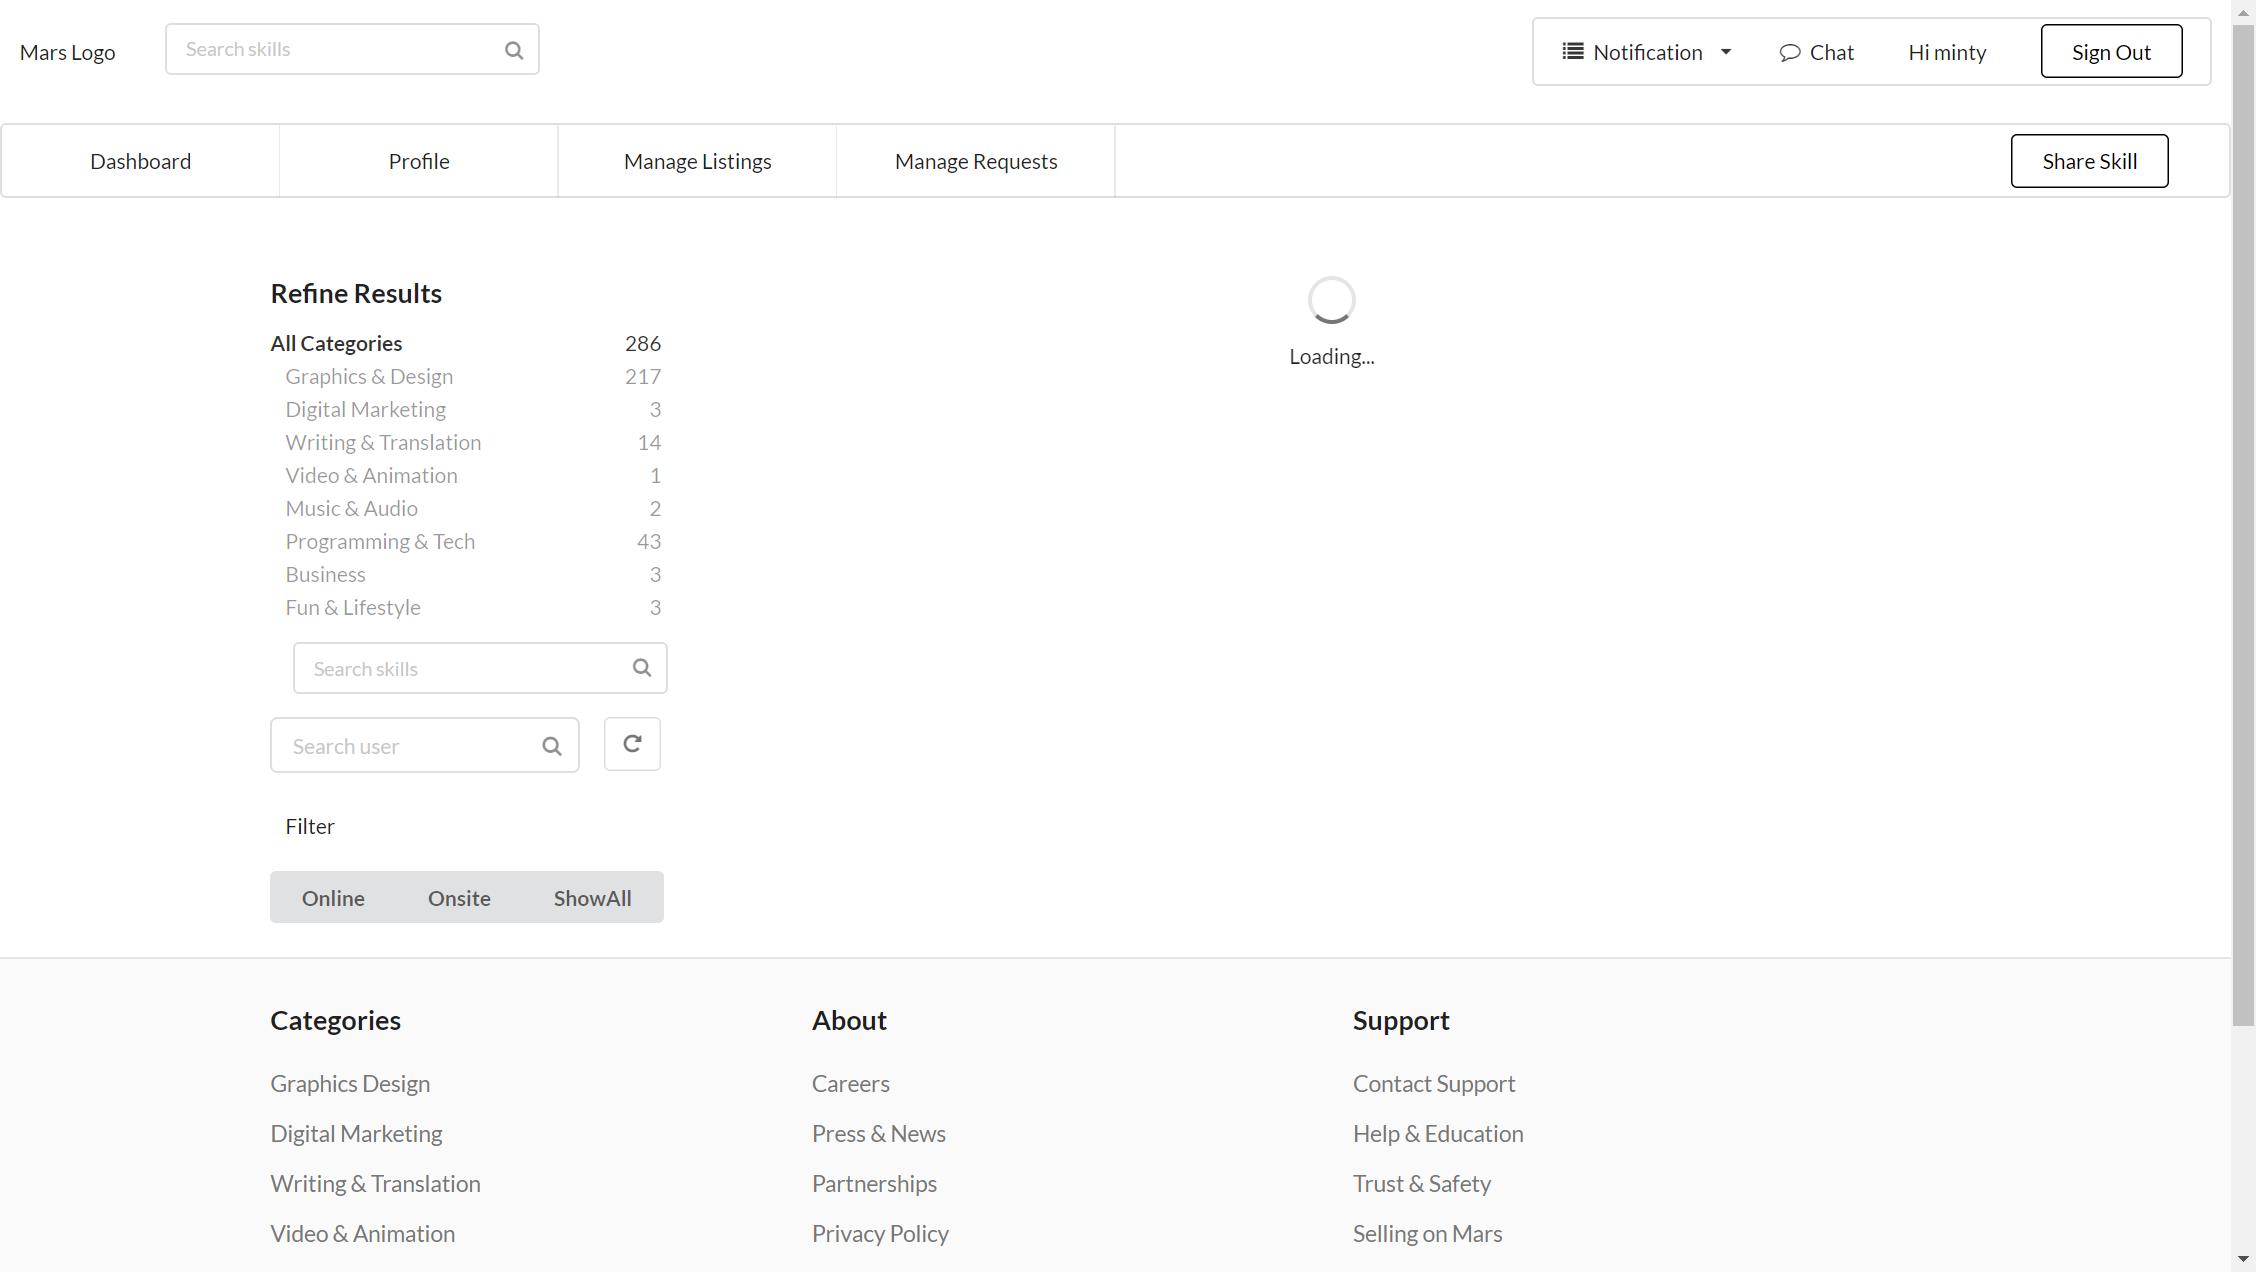 Mars Logo
Search skills
Notification
Chat
Hi minty
Sign Out
Dashboard
Profile
Manage Listings
Manage Requests
Share Skill
Refine Results
All Categories 286
Graphics & Design 217
Digital Marketing 3
Writing & Translation 14
Video & Animation 1
Music & Audio 2
Programming & Tech 43
Business 3
Fun & Lifestyle 3
Search skills
Search user
Filter
Online
Onsite
ShowAll
Loading...
Categories
Graphics Design
Digital Marketing
Writing & Translation
Video & Animation
About
Careers
Press & News
Partnerships
Privacy Policy
Support
Contact Support
Help & Education
Trust & Safety
Selling on Mars